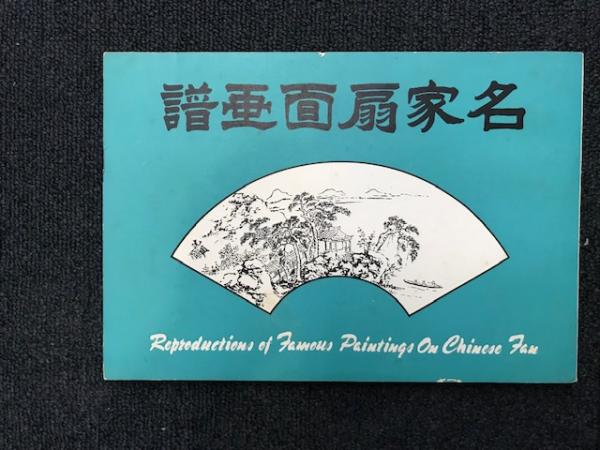 名家扇面畫譜
Reproductions of Famous Paintings On Chinese Fan